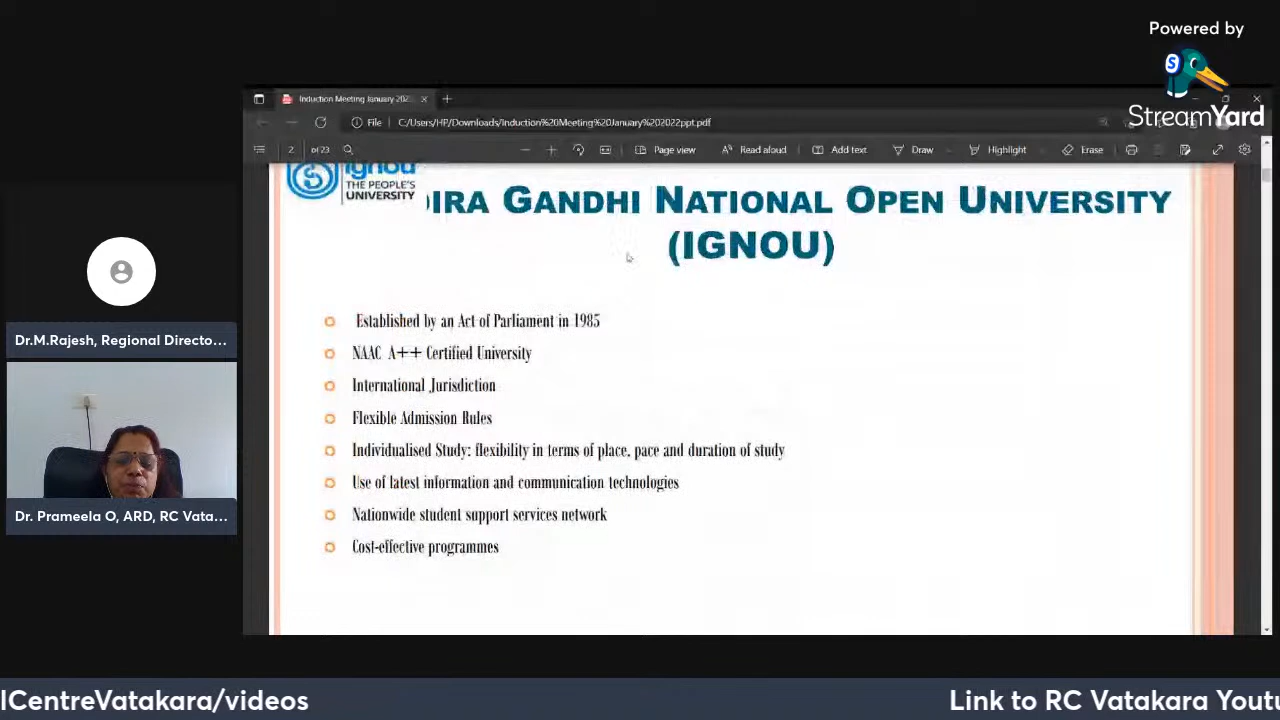 Powered by
StreamYard
Induction Meeting January 202
File
C:/Users/HP/Downloads/Induction%20Meeting%20January%202022ppt.pdf
2 of 23
Page view
Read aloud
Add text
Draw
Highlight
Erase
ignou
THE PEOPLE'S
UNIVERSITY
DIRA GANDHI NATIONAL OPEN UNIVERSITY
(IGNOU)
Established by an Act of Parliament in 1985
NAAC A++ Certified University
International Jurisdiction
Flexible Admission Rules
Individualised Study: flexibility in terms of place, pace and duration of study
Use of latest information and communication technologies
Nationwide student support services network
Cost-effective programmes
Dr.M.Rajesh, Regional Directo...
Dr. Prameela O, ARD, RC Vata...
lCentreVatakara/videos
Link to RC Vatakara Youtu